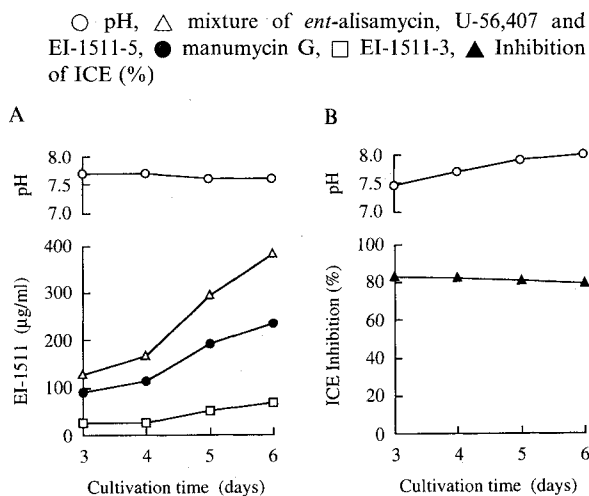 ○ pH, △ mixture of ent-alisamycin, U-56,407 and
EI-1511-5, ● manumycin G, □ EI-1511-3, ▲ Inhibition
of ICE (%)
A
8.0
7.5
7.0
pH
400
300
200
100
0
EI-1511 (μg/ml)
3 4 5 6
Cultivation time (days)
B
8.0
7.5
7.0
pH
100
80
60
40
20
0
ICE Inhibition (%)
3 4 5 6
Cultivation time (days)